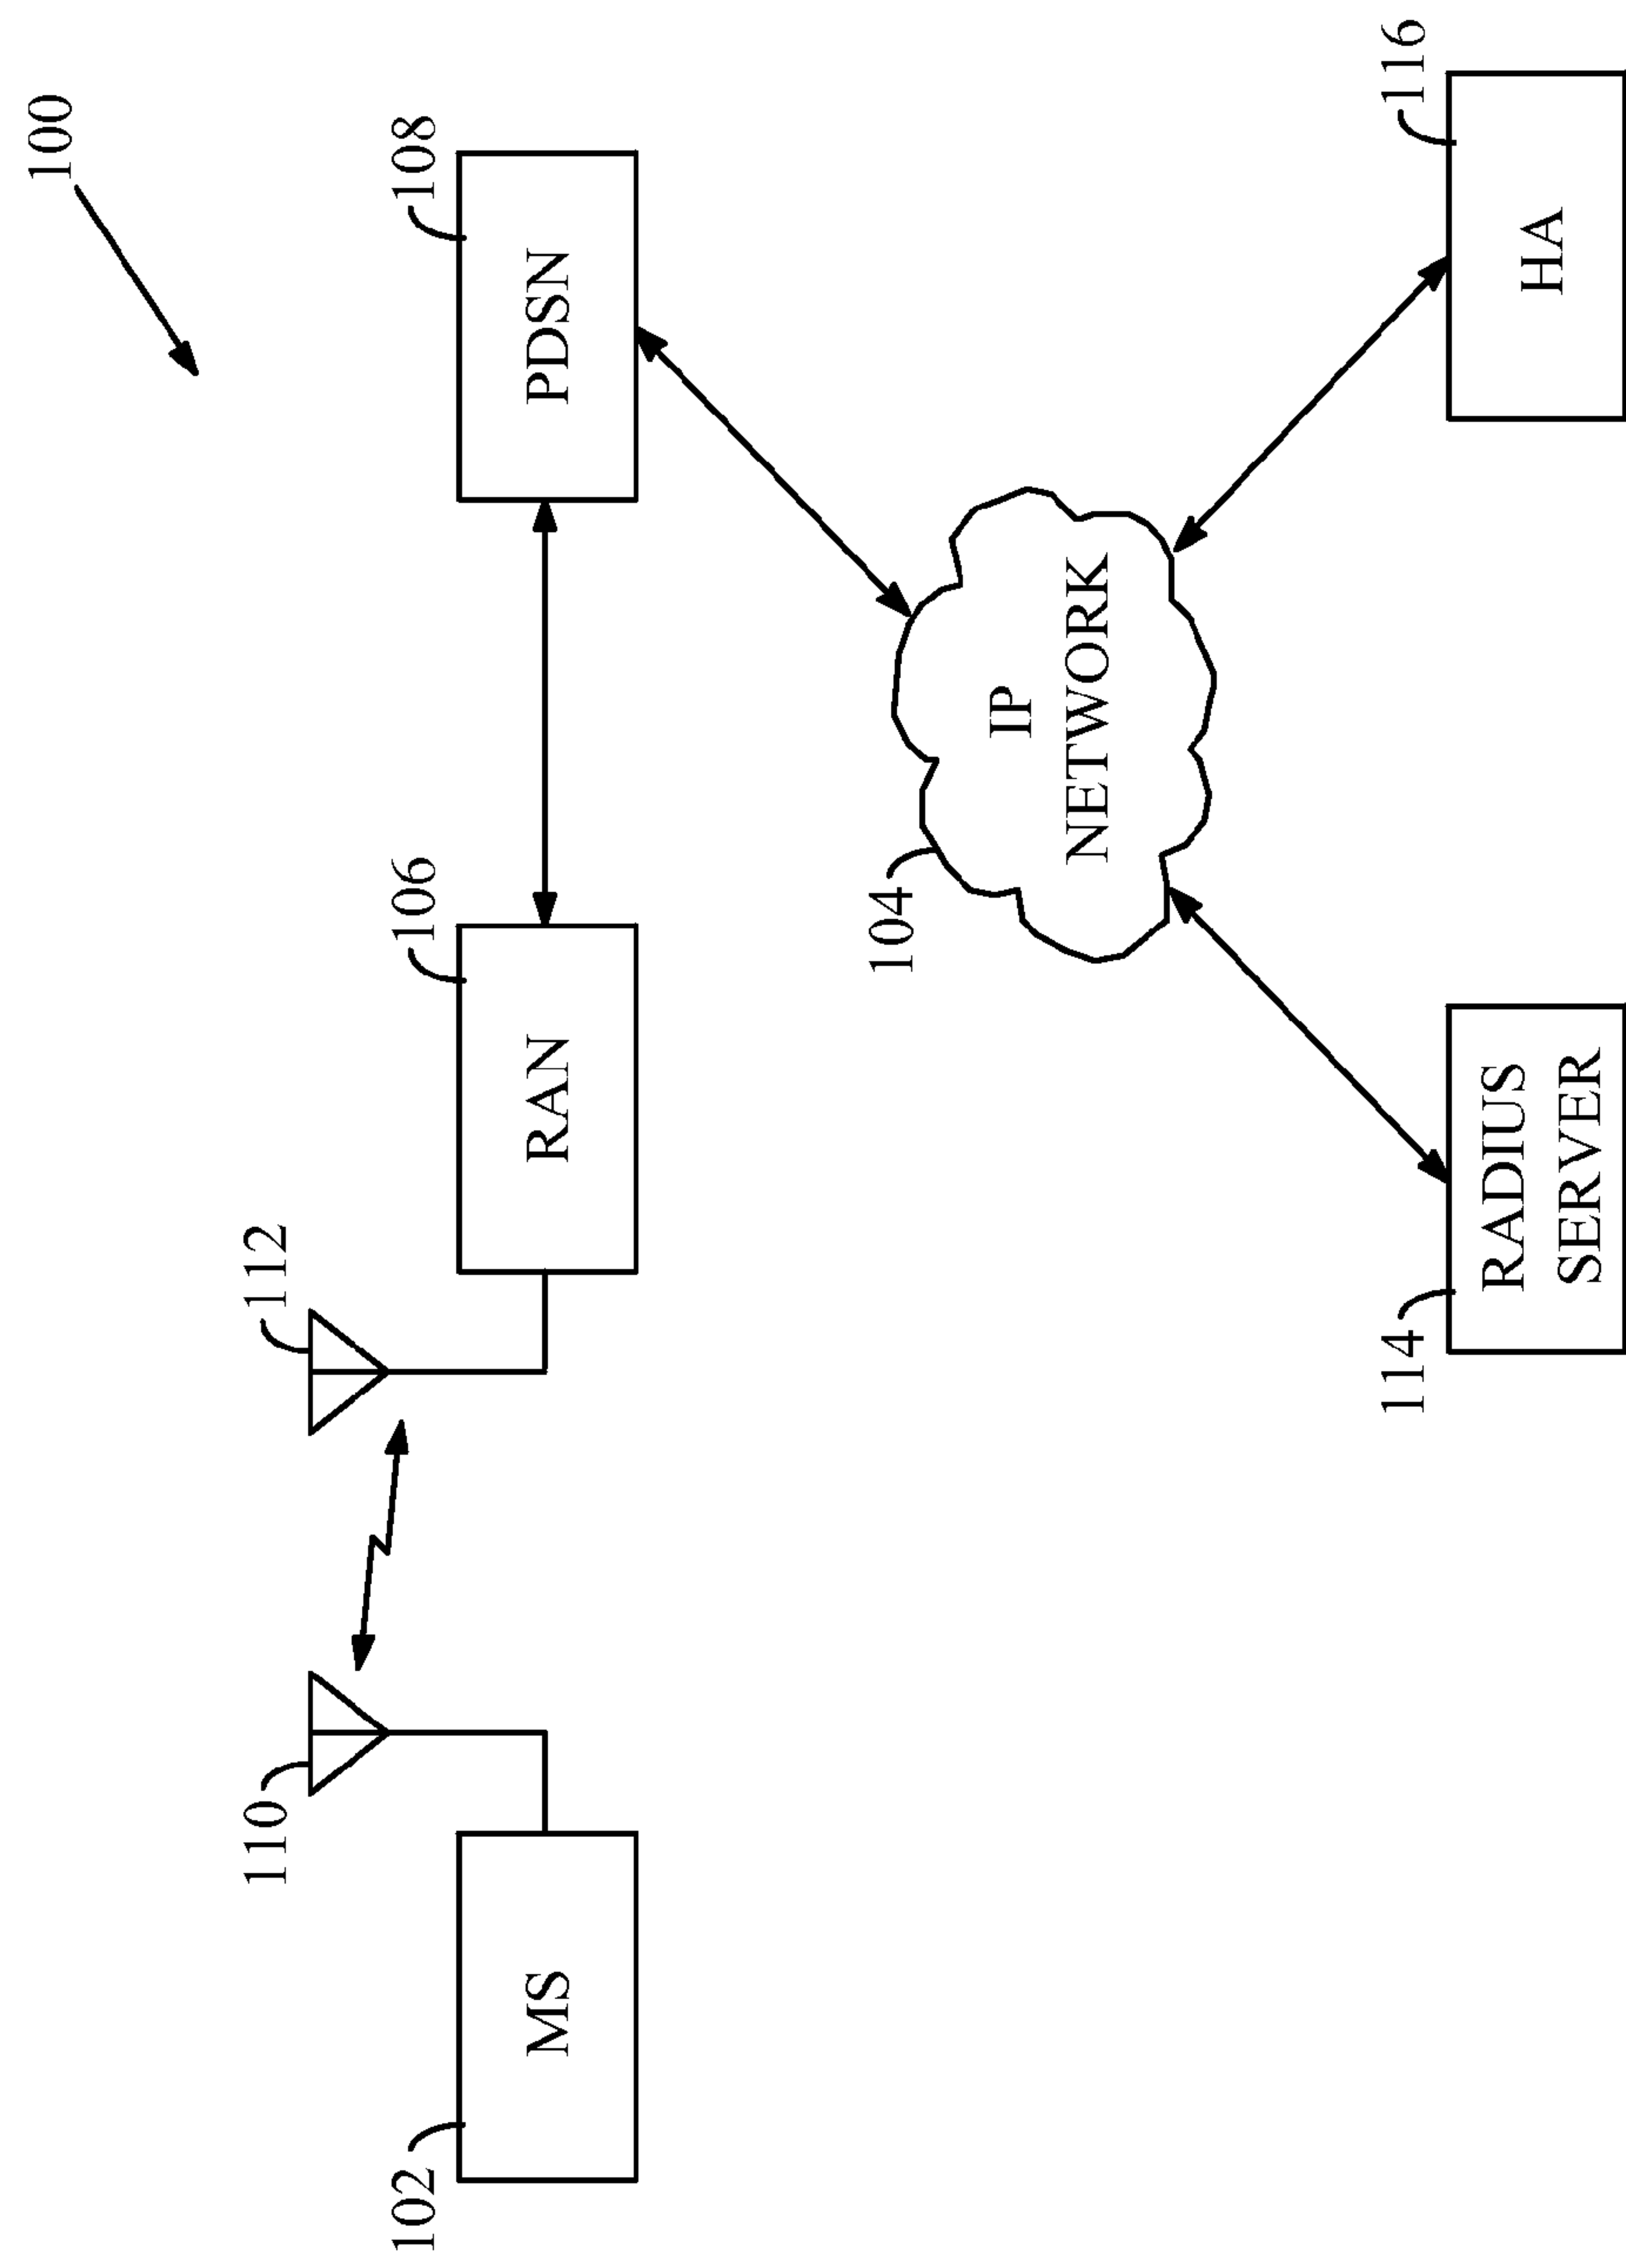 100
110
112
102
MS
106
RAN
108
PDSN
104
IP
NETWORK
114
RADIUS
SERVER
116
HA